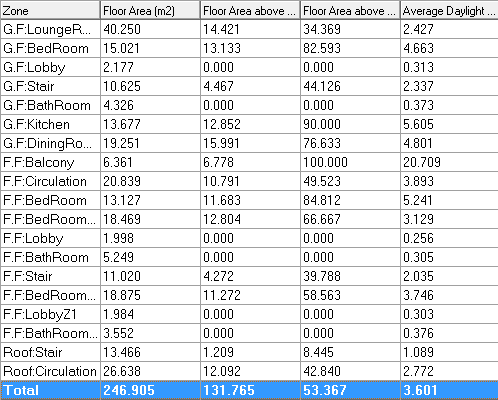 Zone Floor Area (m2) Floor Area above ... Floor Area above ... Average Daylight ...
G.F:LoungeR... 40.250 14.421 34.369 2.427
G.F:BedRoom 15.021 13.133 82.593 4.663
G.F:Lobby 2.177 0.000 0.000 0.313
G.F:Stair 10.625 4.467 44.126 2.337
G.F:BathRoom 4.326 0.000 0.000 0.373
G.F:Kitchen 13.677 12.852 90.000 5.605
G.F:DiningRo... 19.251 15.991 76.633 4.801
F.F:Balcony 6.361 6.778 100.000 20.709
F.F:Circulation 20.839 10.791 49.523 3.893
F.F:BedRoom 13.127 11.683 84.812 5.241
F.F:BedRoom... 18.469 12.804 66.667 3.129
F.F:Lobby 1.998 0.000 0.000 0.256
F.F:BathRoom 5.249 0.000 0.000 0.305
F.F:Stair 11.020 4.272 39.788 2.035
F.F:BedRoom... 18.875 11.272 58.563 3.746
F.F:LobbyZ1 1.984 0.000 0.000 0.303
F.F:BathRoom... 3.552 0.000 0.000 0.376
Roof:Stair 13.466 1.209 8.445 1.089
Roof:Circulation 26.638 12.092 42.840 2.772
Total 246.905 131.765 53.367 3.601